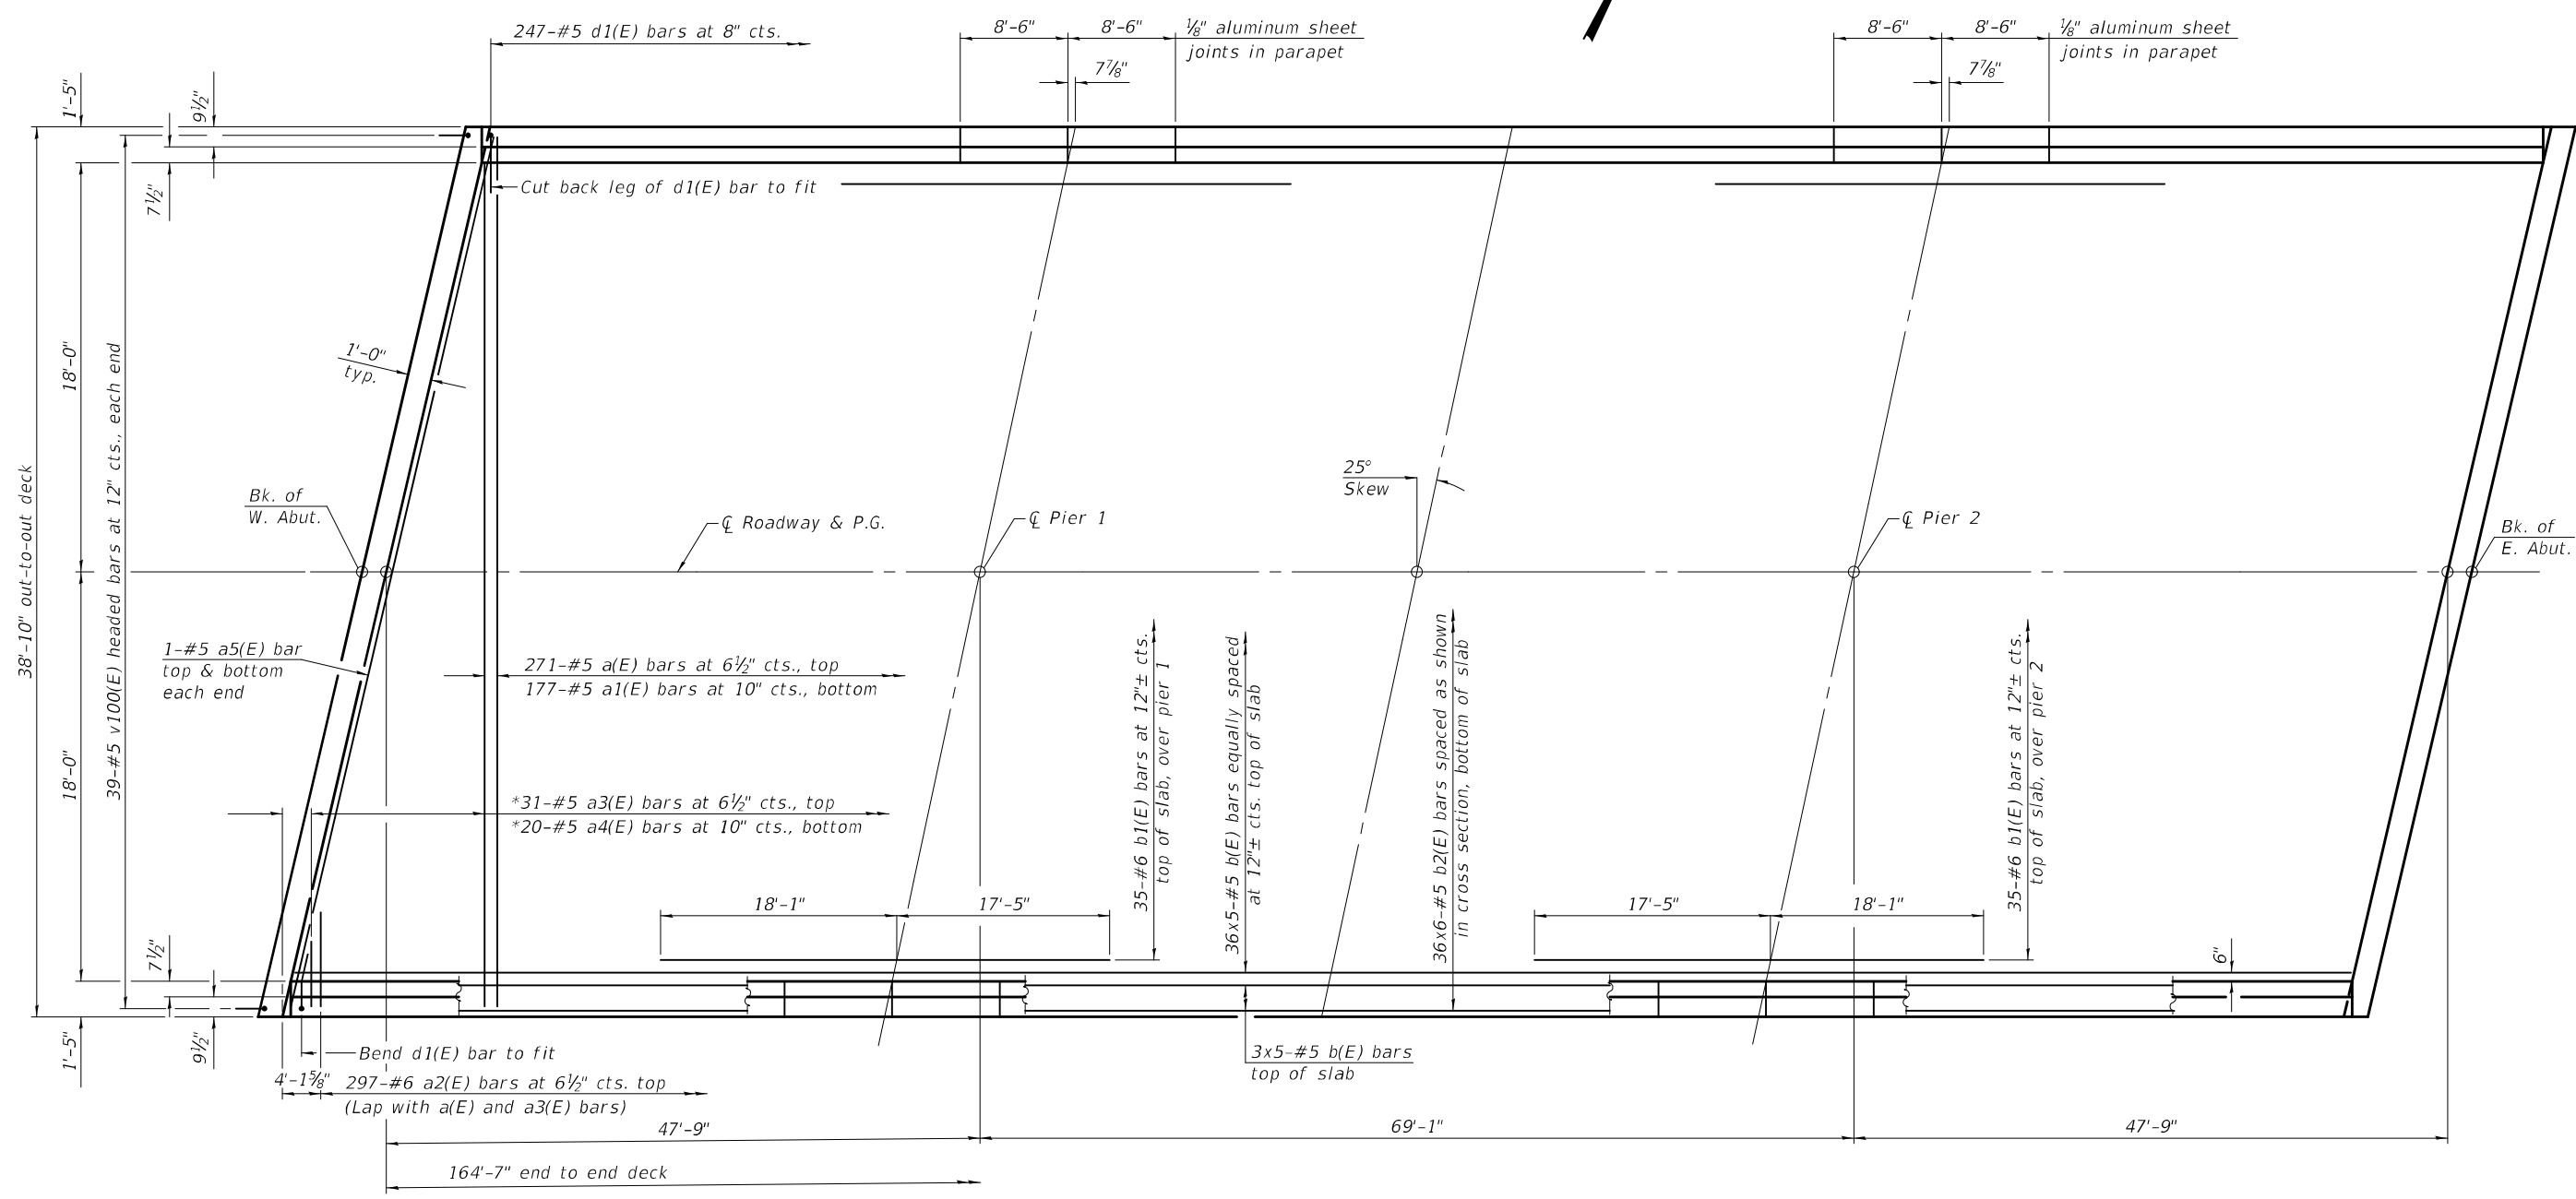 247-#5 d1(E) bars at 8" cts.
8'-6"
8'-6"
⅛" aluminum sheet
joints in parapet
7⅞"
8'-6"
8'-6"
⅛" aluminum sheet
joints in parapet
7⅞"
1'-5"
9½"
7½"
Cut back leg of d1(E) bar to fit
18'-0"
1'-0"
typ.
38'-10" out-to-out deck
39-#5 v100(E) headed bars at 12" cts., each end
Bk. of
W. Abut.
℄ Roadway & P.G.
℄ Pier 1
25°
Skew
℄ Pier 2
Bk. of
E. Abut.
1-#5 a5(E) bar
top & bottom
each end
271-#5 a(E) bars at 6½" cts., top
177-#5 a1(E) bars at 10" cts., bottom
35-#6 b1(E) bars at 12"± cts.
top of slab, over pier 1
36x5-#5 b(E) bars equally spaced
at 12"± cts. top of slab
36x6-#5 b2(E) bars spaced as shown
in cross section, bottom of slab
35-#6 b1(E) bars at 12"± cts.
top of slab, over pier 2
18'-0"
*31-#5 a3(E) bars at 6½" cts., top
*20-#5 a4(E) bars at 10" cts., bottom
18'-1"
17'-5"
17'-5"
18'-1"
7½"
6"
1'-5"
9½"
Bend d1(E) bar to fit
3x5-#5 b(E) bars
top of slab
4'-1⅝"
297-#6 a2(E) bars at 6½" cts. top
(Lap with a(E) and a3(E) bars)
47'-9"
69'-1"
47'-9"
164'-7" end to end deck